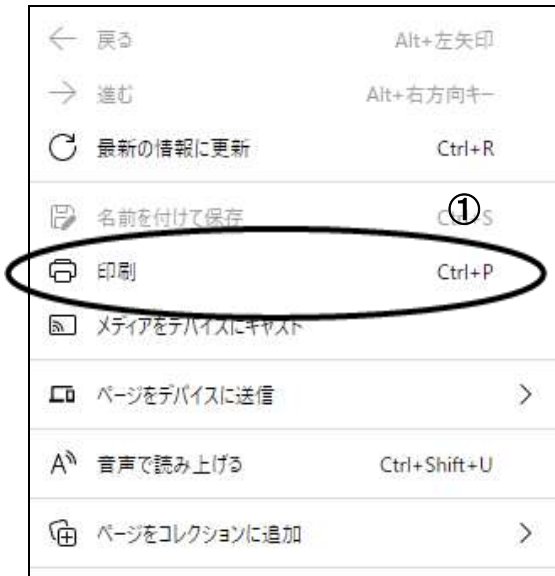 戻る Alt+左矢印
進む Alt+右方向キー
最新の情報に更新 Ctrl+R
名前を付けて保存 ①
印刷 Ctrl+P
メディアをデバイスにキャスト
ページをデバイスに送信
音声で読み上げる Ctrl+Shift+U
ページをコレクションに追加